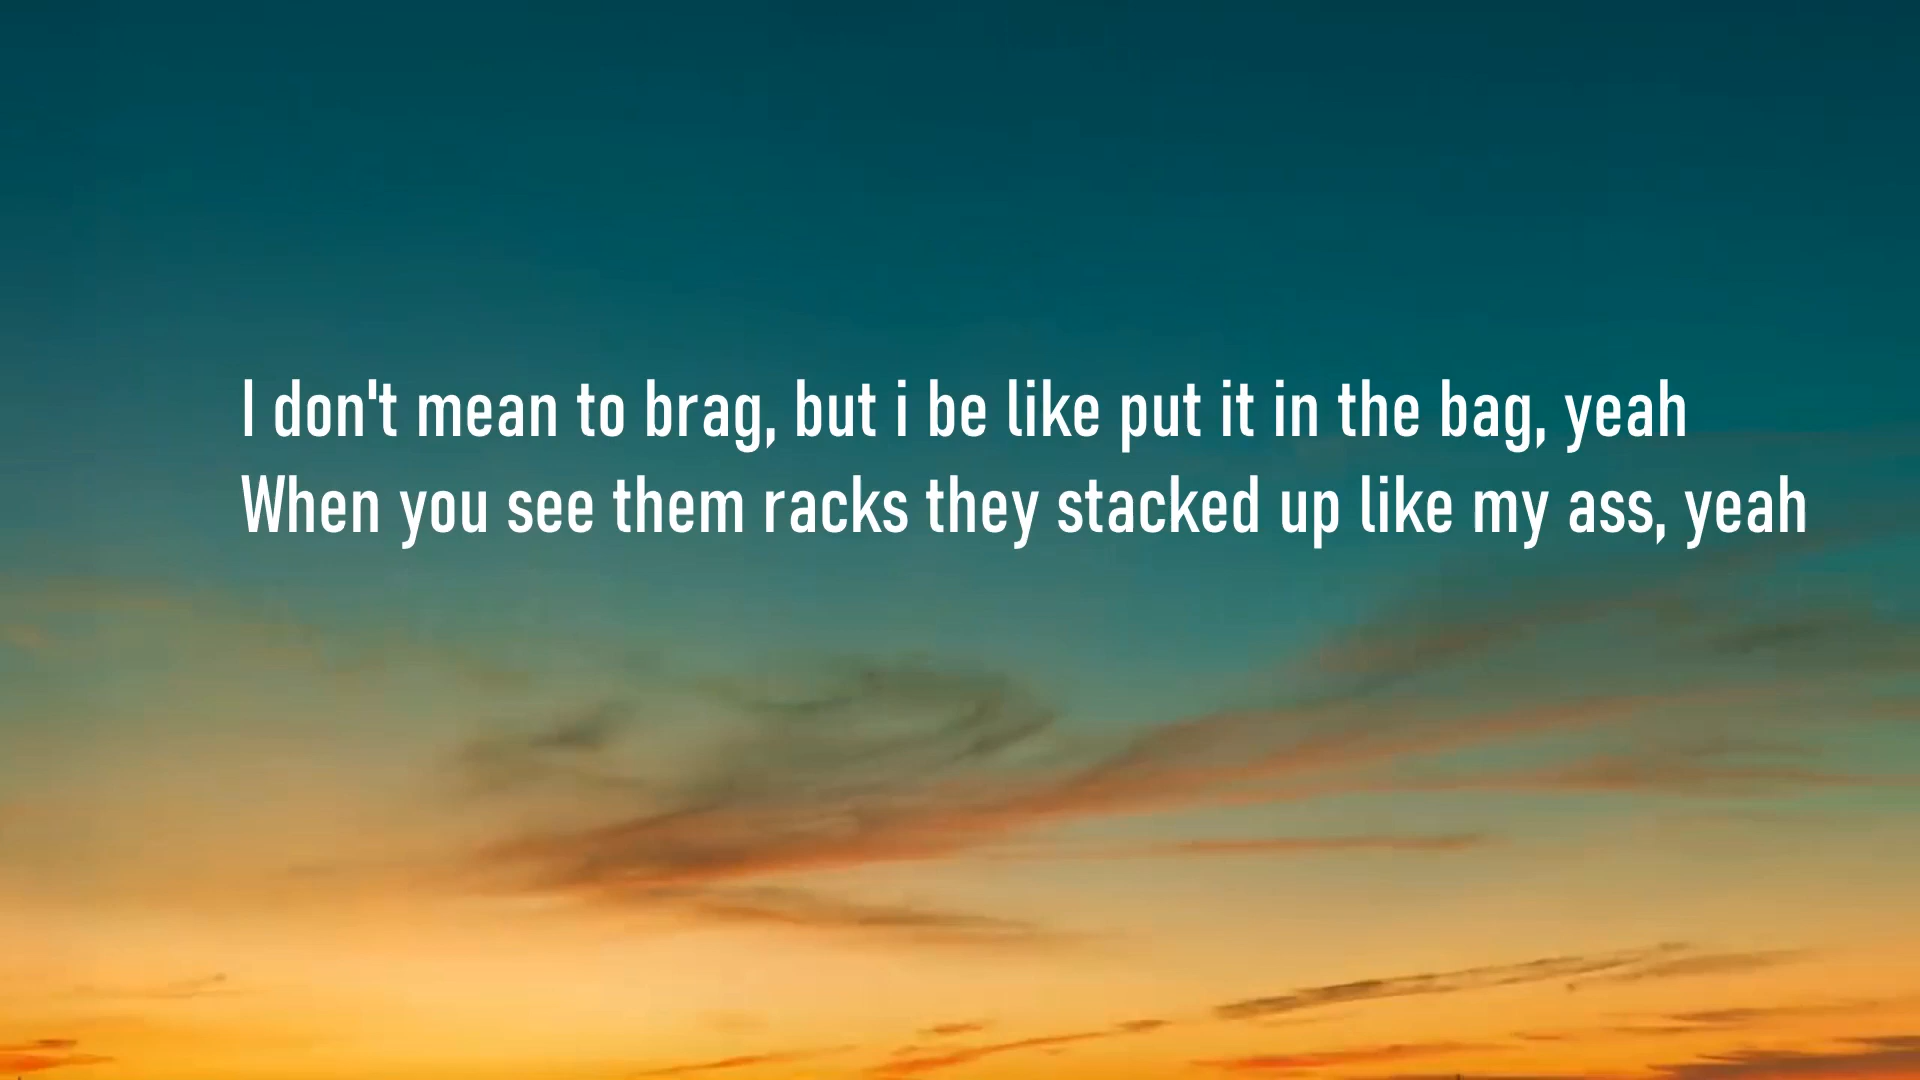 I don't mean to brag, but i be like put it in the bag, yeah
When you see them racks they stacked up like my ass, yeah